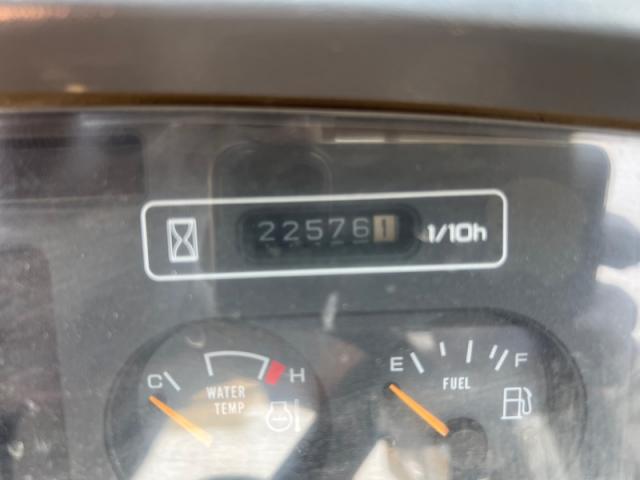 225761 1/10h
C H
WATER
TEMP
E F
FUEL